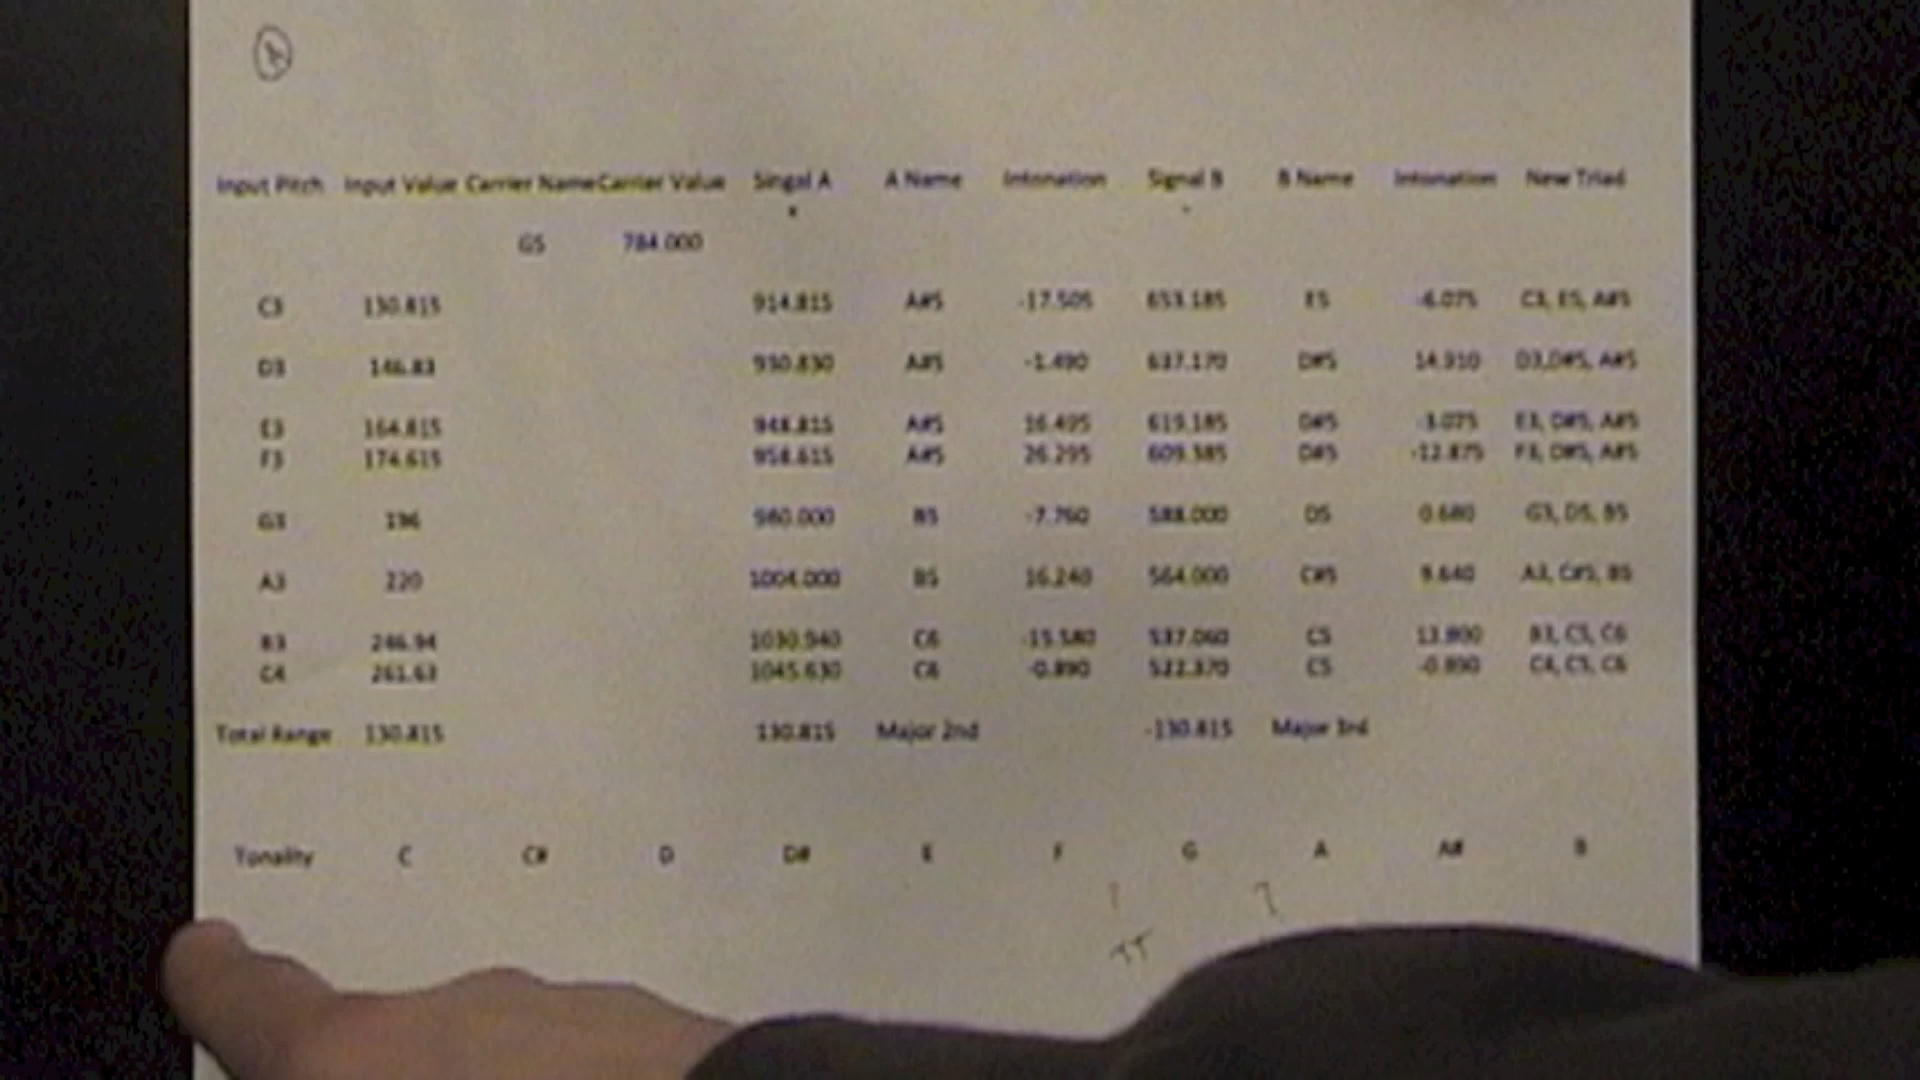 Input Pitch Input Value Carrier Name Carrier Value Singal A A Name Intonation Signal B B Name Intonation New Triad
G5 784.000
C3 130.815 914.815 A#5 -17.505 653.185 E5 -6.075 C3, E5, A#5
D3 146.83 930.830 A#5 -1.490 637.170 D#5 14.910 D3,D#5, A#5
E3 164.815 948.815 A#5 16.495 619.185 D#5 -3.075 E3, D#5, A#5
F3 174.615 958.615 A#5 26.295 609.385 D#5 -12.875 F3, D#5, A#5
G3 196 980.000 B5 -7.760 588.000 D5 0.680 G3, D5, B5
A3 220 1004.000 B5 16.240 564.000 C#5 9.640 A3, C#5, B5
B3 246.94 1030.940 C6 -15.580 537.060 C5 13.800 B3, C5, C6
C4 261.63 1045.630 C6 -0.890 522.370 C5 -0.890 C4, C5, C6
Total Range 130.815 130.815 Major 2nd -130.815 Major 3rd
Tonality C C# D D# E F G A A# B
TT